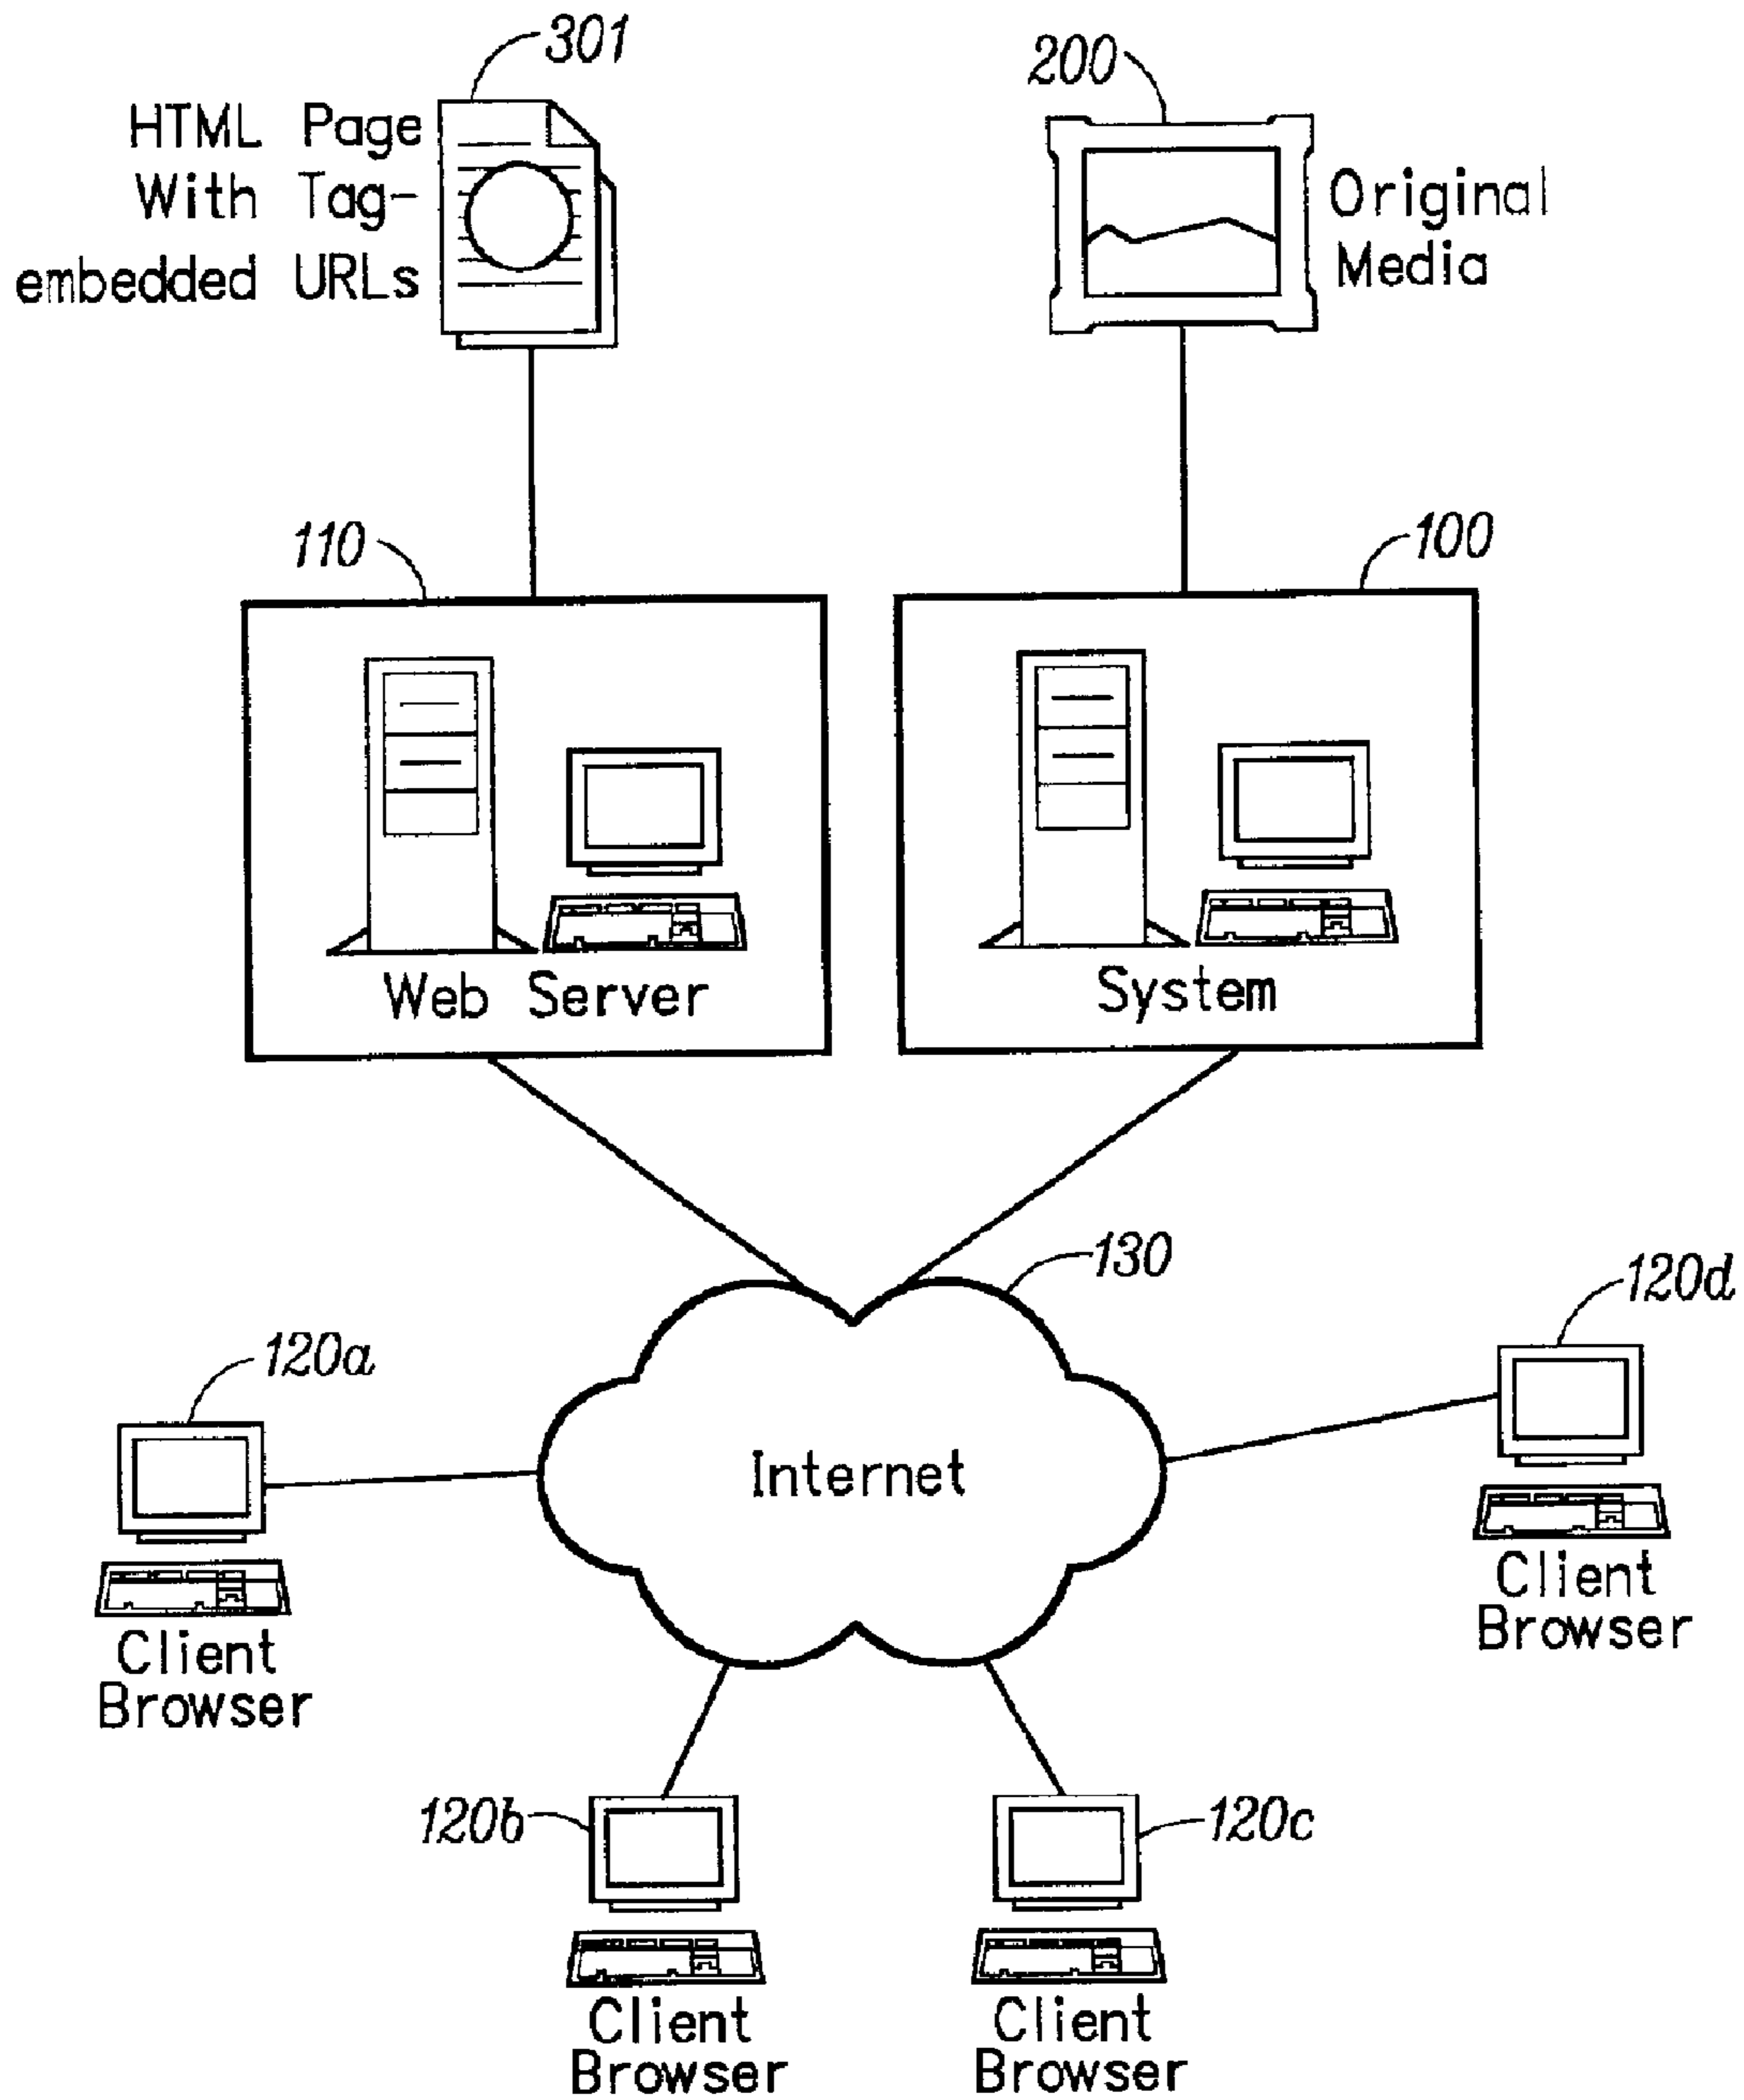 301
200
HTML Page
With Tag-
embedded URLs
Original
Media
110
100
Web Server
System
130
120d
120a
Internet
Client
Browser
Client
Browser
120b
120c
Client
Browser
Client
Browser